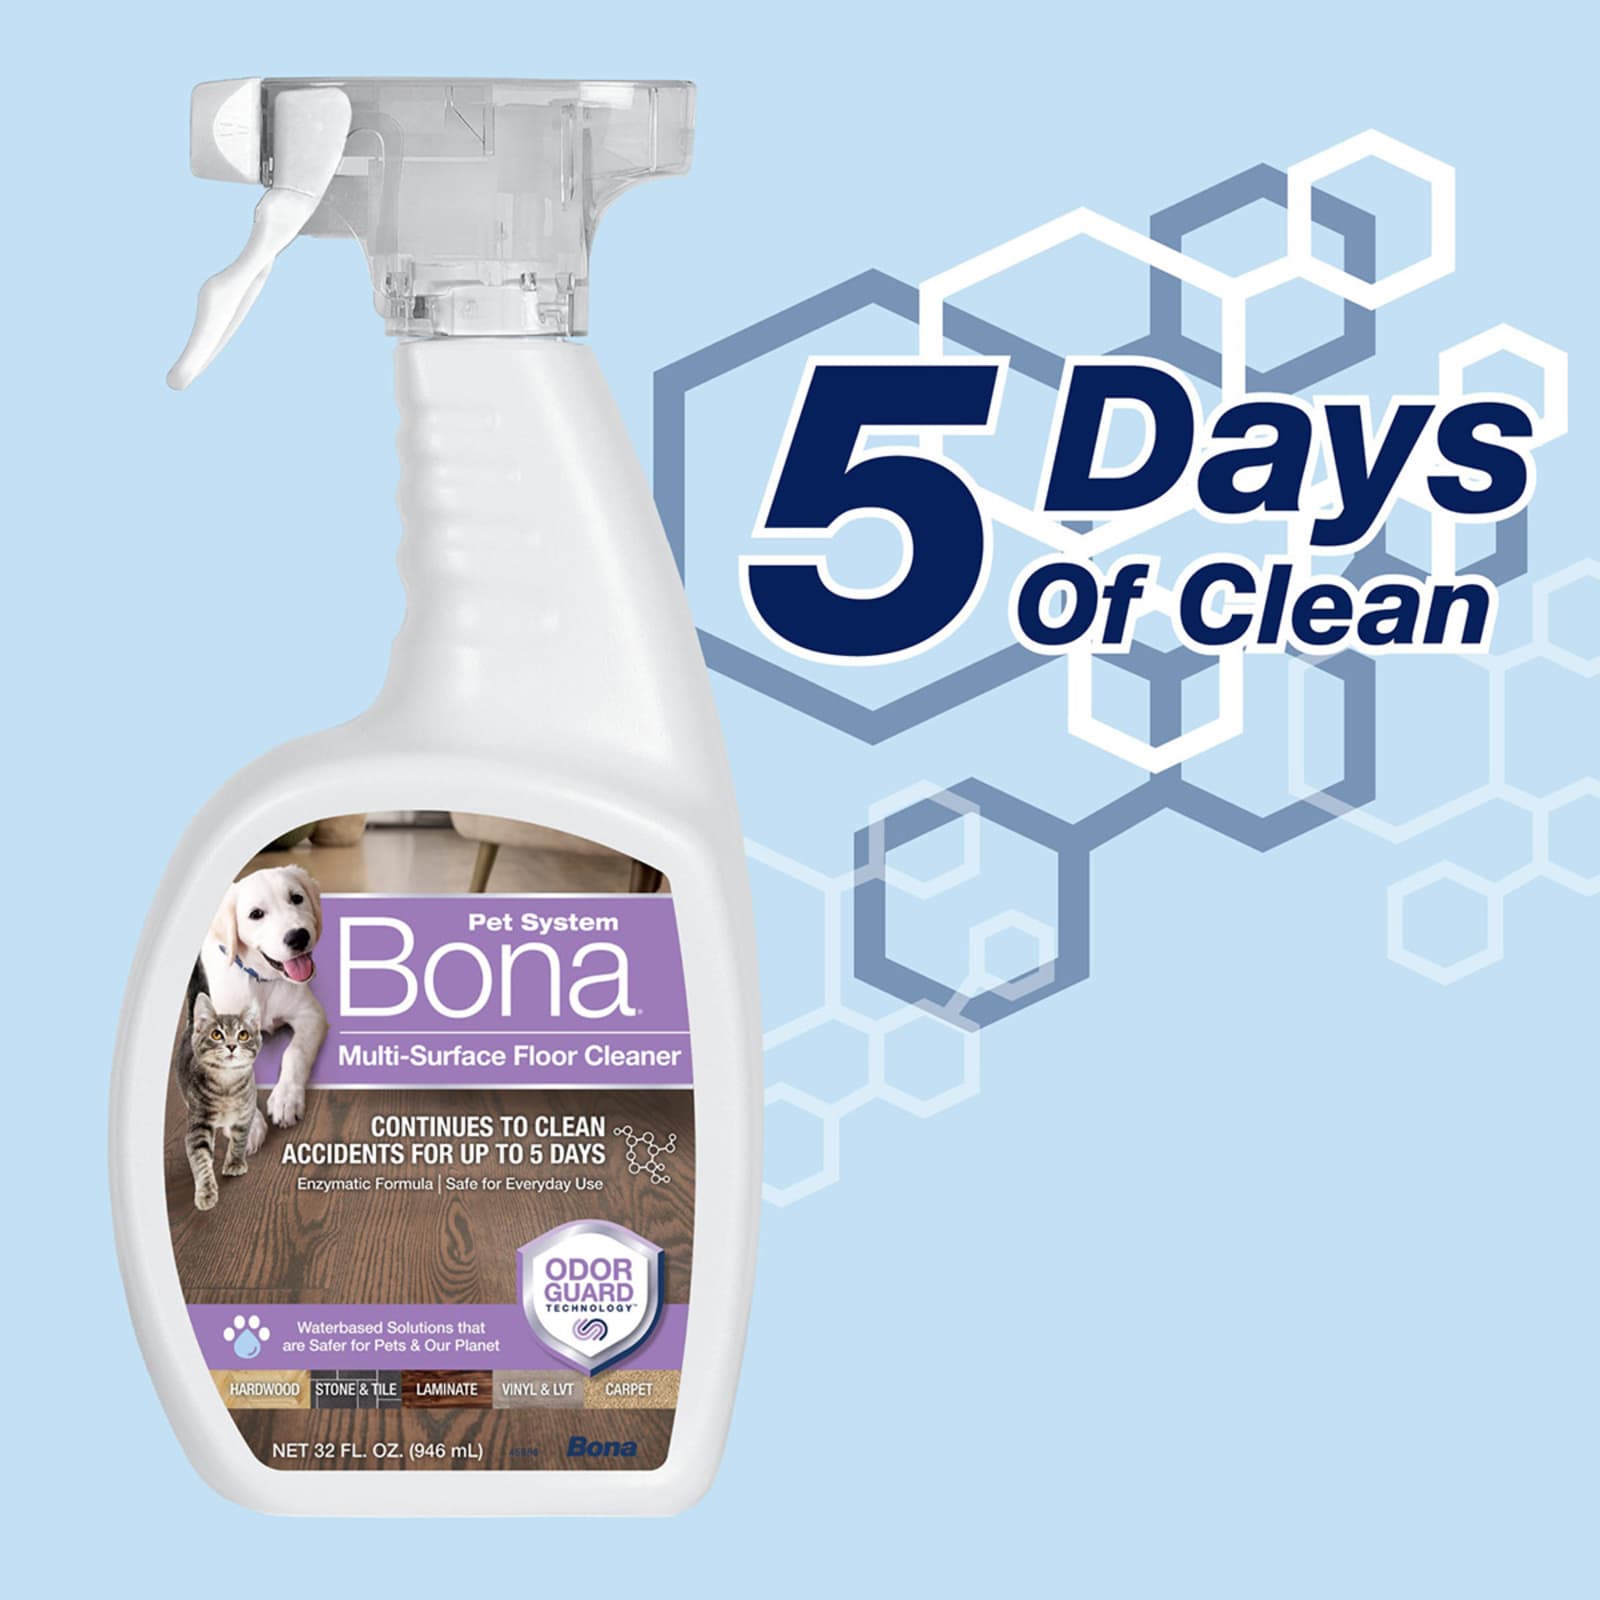 5 Days
Of Clean
Pet System
Bona
Multi-Surface Floor Cleaner
CONTINUES TO CLEAN
ACCIDENTS FOR UP TO 5 DAYS
Enzymatic Formula | Safe for Everyday Use
ODOR
GUARD
TECHNOLOGY™
Waterbased Solutions that
are Safer for Pets & Our Planet
HARDWOOD STONE & TILE LAMINATE VINYL & LVT CARPET
NET 32 FL. OZ. (946 mL)
Bona